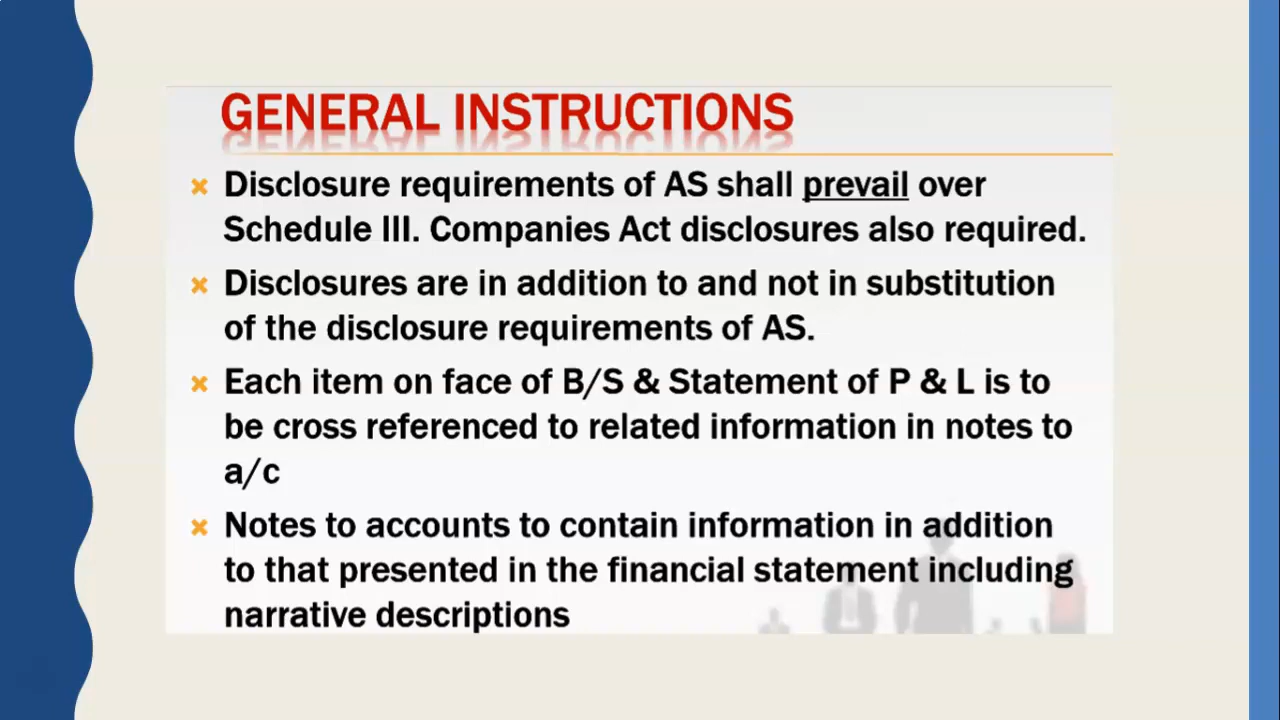 GENERAL INSTRUCTIONS
Disclosure requirements of AS shall prevail over
Schedule III. Companies Act disclosures also required.
Disclosures are in addition to and not in substitution
of the disclosure requirements of AS.
Each item on face of B/S & Statement of P & L is to
be cross referenced to related information in notes to
a/c
Notes to accounts to contain information in addition
to that presented in the financial statement including
narrative descriptions